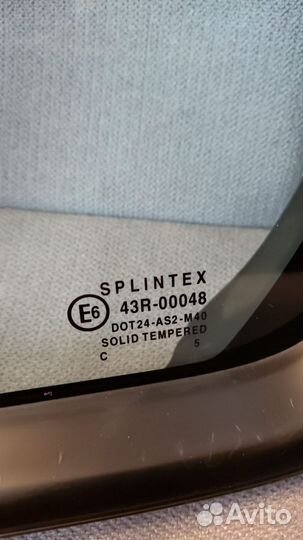 SPLINTEX
E6 43R-00048
DOT24-AS2-M40
SOLID TEMPERED
C 5
Avito